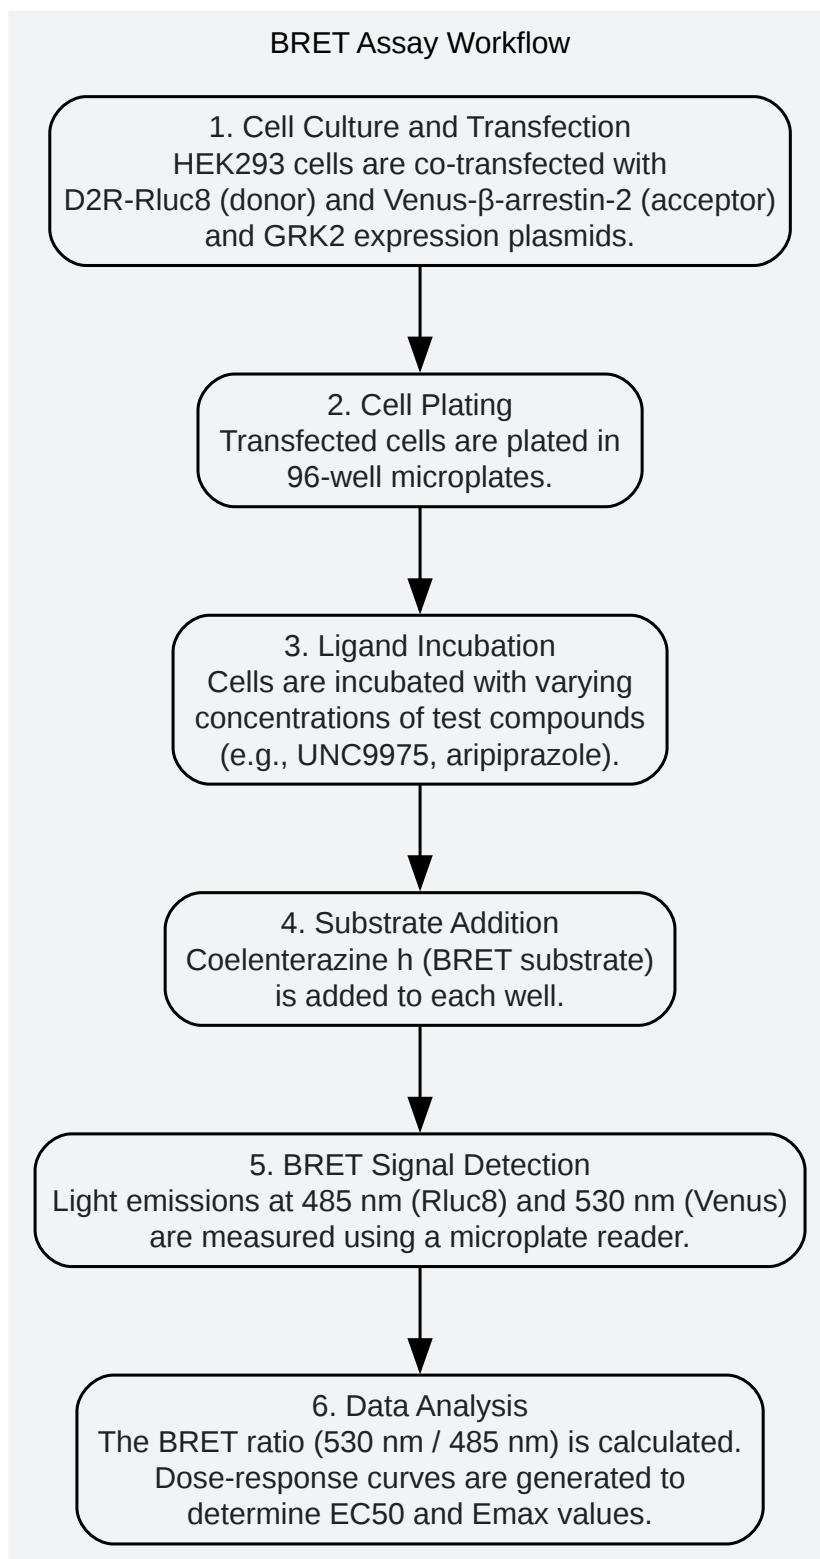 BRET Assay Workflow
1. Cell Culture and Transfection
HEK293 cells are co-transfected with
D2R-Rluc8 (donor) and Venus-β-arrestin-2 (acceptor)
and GRK2 expression plasmids.
2. Cell Plating
Transfected cells are plated in
96-well microplates.
3. Ligand Incubation
Cells are incubated with varying
concentrations of test compounds
(e.g., UNC9975, aripiprazole).
4. Substrate Addition
Coelenterazine h (BRET substrate)
is added to each well.
5. BRET Signal Detection
Light emissions at 485 nm (Rluc8) and 530 nm (Venus)
are measured using a microplate reader.
6. Data Analysis
The BRET ratio (530 nm / 485 nm) is calculated.
Dose-response curves are generated to
determine EC50 and Emax values.